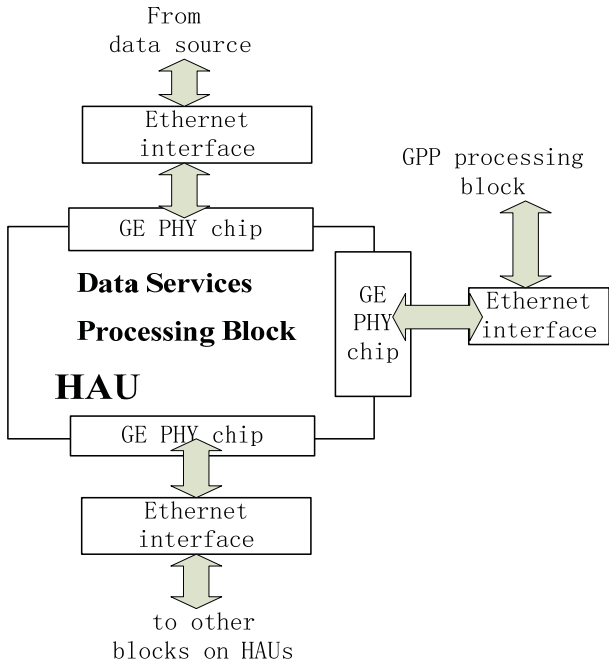 From
data source
Ethernet
interface
GE PHY chip
GPP processing
block
Data Services
Processing Block
HAU
GE
PHY
chip
Ethernet
interface
GE PHY chip
Ethernet
interface
to other
blocks on HAUs